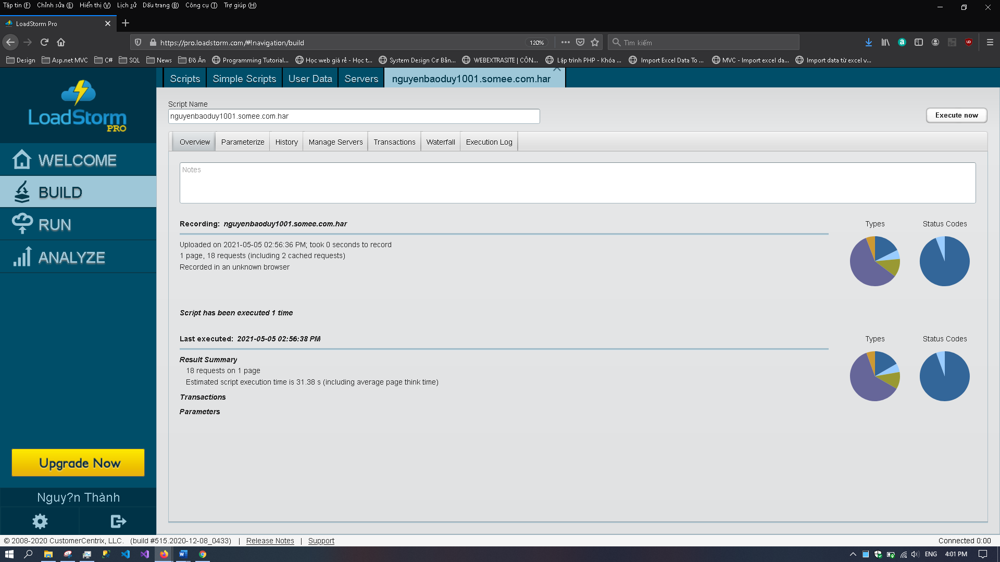 Tập tin (F) Chỉnh sửa (E) Hiển thị (V) Lịch sử Dấu trang (B) Công cụ (T) Trợ giúp (H)
LoadStorm Pro
https://pro.loadstorm.com/#!navigation/build 120% Tìm kiếm
Design Asp.net MVC C# SQL News Đồ Án Programming Tutorial... Học web giá rẻ - Học t... System Design Cơ Bản... WEBEXTRASITE | CÔN... Lập trình PHP - Khóa ... Import Excel Data To ... MVC - Import excel da... Import data từ excel v...
LoadStorm PRO
Scripts Simple Scripts User Data Servers nguyenbaoduy1001.somee.com.har
Script Name
nguyenbaoduy1001.somee.com.har
Execute now
Overview Parameterize History Manage Servers Transactions Waterfall Execution Log
WELCOME
BUILD
RUN
ANALYZE
Notes
Recording: nguyenbaoduy1001.somee.com.har
Types Status Codes
Uploaded on 2021-05-05 02:56:36 PM; took 0 seconds to record
1 page, 18 requests (including 2 cached requests)
Recorded in an unknown browser
Script has been executed 1 time
Last executed: 2021-05-05 02:56:38 PM
Types Status Codes
Result Summary
18 requests on 1 page
Estimated script execution time is 31.38 s (including average page think time)
Transactions
Parameters
Upgrade Now
Nguy?n Thành
© 2008-2020 CustomerCentrix, LLC. (build #515.2020-12-08_0433) | Release Notes | Support
Connected 0:00
ENG 4:01 PM